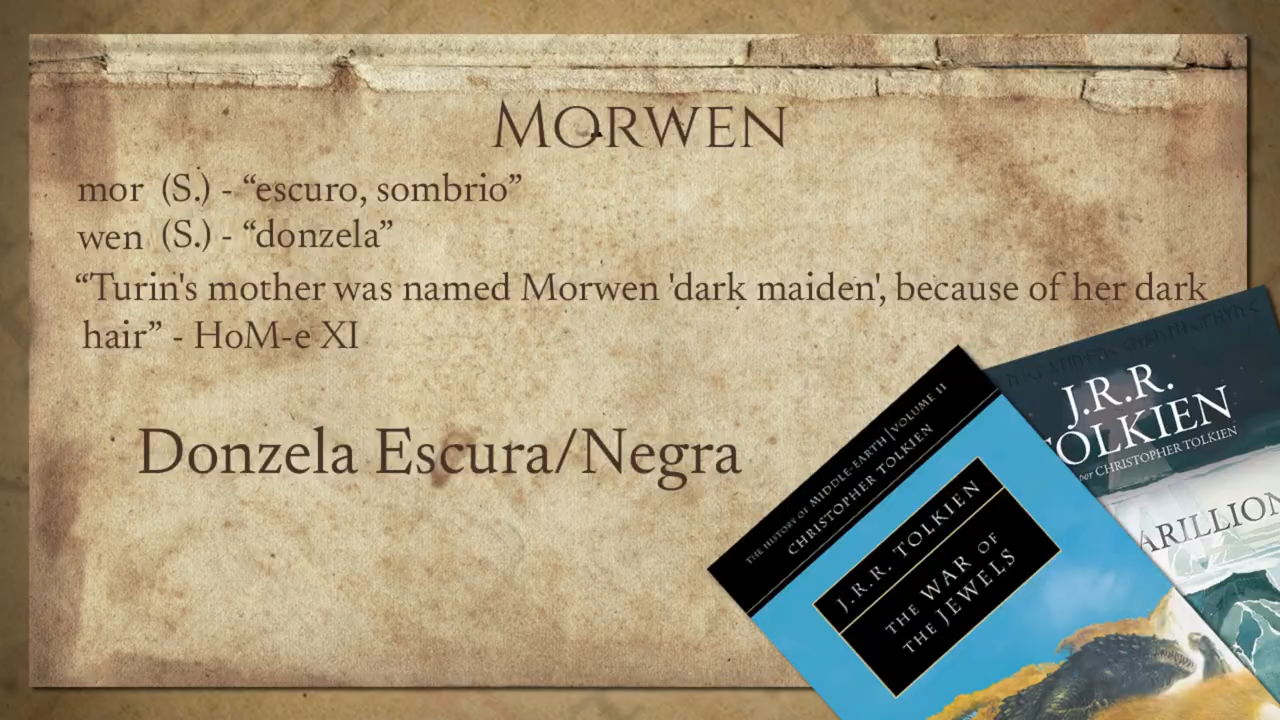 MORWEN
mor (S.) - “escuro, sombrio”
wen (S.) - “donzela”
“Turin's mother was named Morwen 'dark maiden', because of her dark
hair” - HoM-e XI
Donzela Escura/Negra
THE HISTORY OF MIDDLE-EARTH | VOLUME 11
CHRISTOPHER TOLKIEN
J.R.R. TOLKIEN
THE WAR OF
THE JEWELS
J.R.R.
TOLKIEN
por CHRISTOPHER TOLKIEN
ARILLION